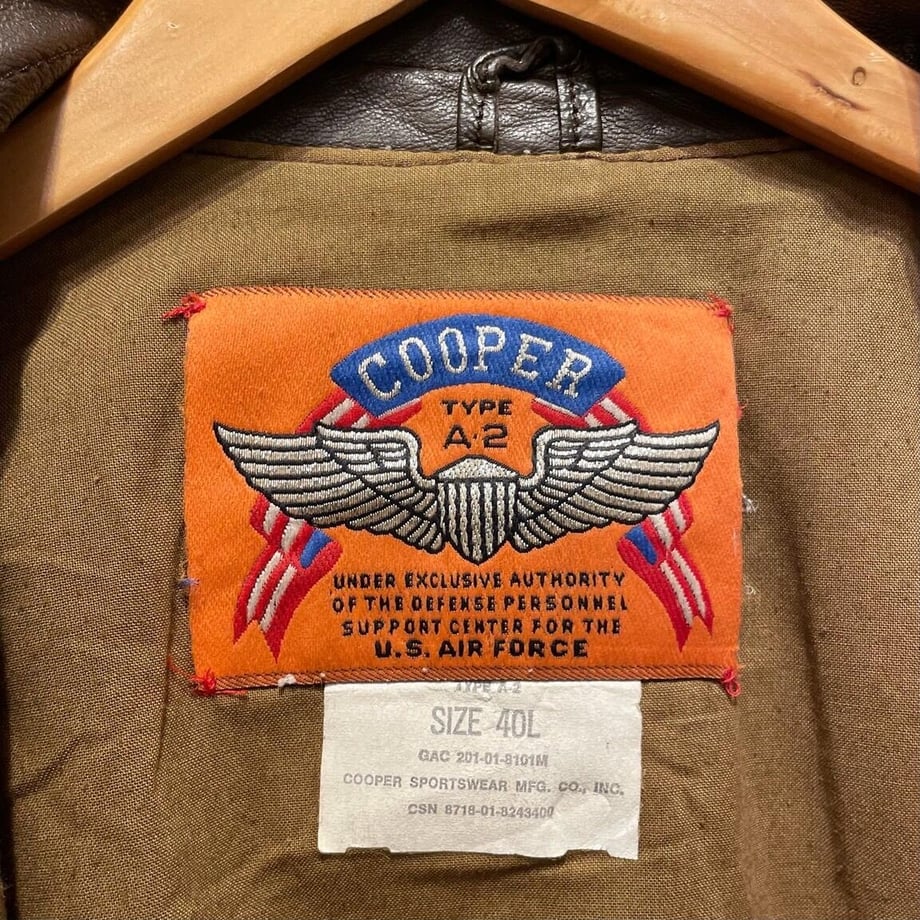 COOPER
TYPE
A·2
UNDER EXCLUSIVE AUTHORITY
OF THE DEFENSE PERSONNEL
SUPPORT CENTER FOR THE
U.S. AIR FORCE
TYPE A-2
SIZE 40L
GAC 201-01-8101M
COOPER SPORTSWEAR MFG. CO., INC.
CSN 8718-01-8243400